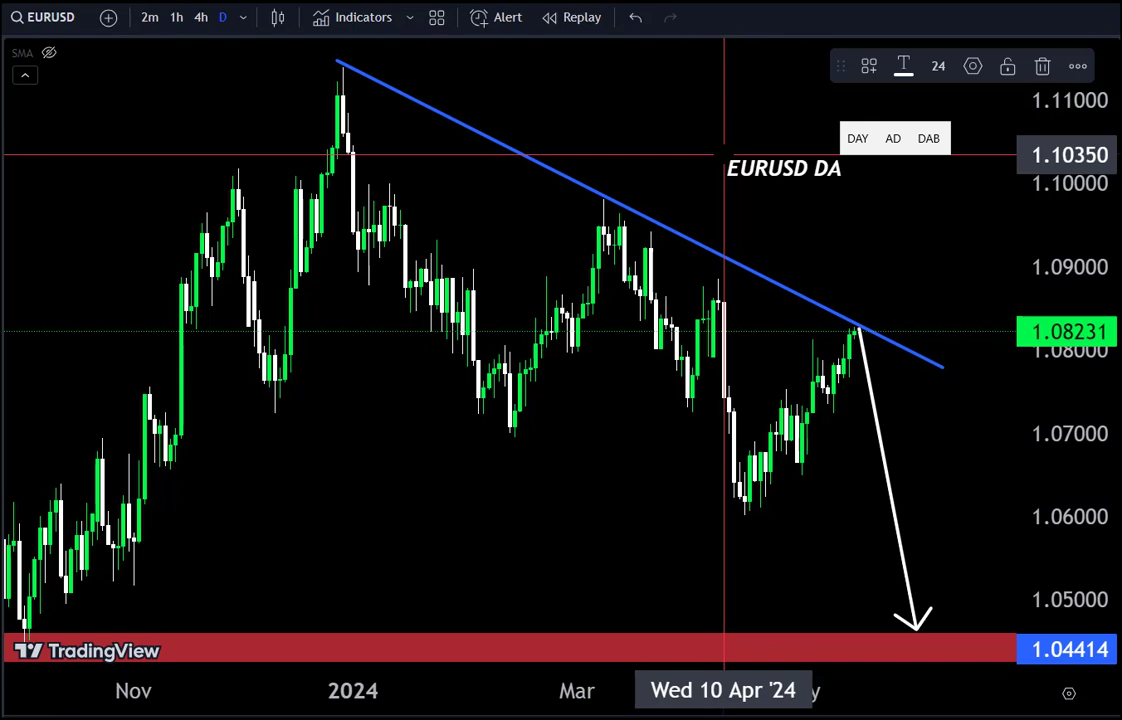 EURUSD 2m 1h 4h D Indicators Alert Replay
SMA
24
1.11000
DAY AD DAB
1.10350
EURUSD DA
1.10000
1.09000
1.08231
1.08000
1.07000
1.06000
1.05000
TradingView
1.04414
Nov 2024 Mar Wed 10 Apr '24 y